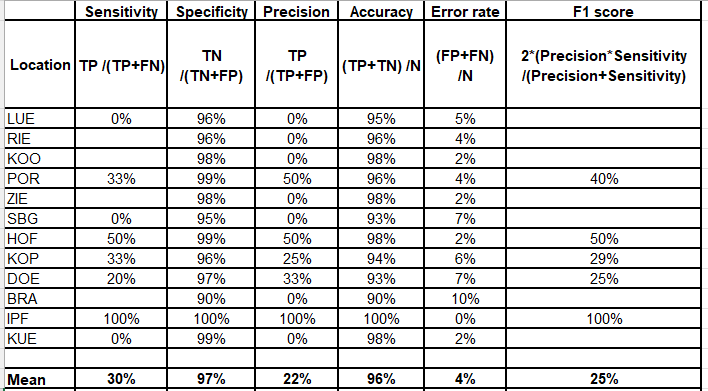 Sensitivity Specificity Precision Accuracy Error rate F1 score
Location TP /(TP+FN) TN /(TN+FP) TP /(TP+FP) (TP+TN) /N (FP+FN) /N 2*(Precision*Sensitivity /(Precision+Sensitivity)
LUE 0% 96% 0% 95% 5%
RIE 96% 0% 96% 4%
KOO 98% 0% 98% 2%
POR 33% 99% 50% 96% 4% 40%
ZIE 98% 0% 98% 2%
SBG 0% 95% 0% 93% 7%
HOF 50% 99% 50% 98% 2% 50%
KOP 33% 96% 25% 94% 6% 29%
DOE 20% 97% 33% 93% 7% 25%
BRA 90% 0% 90% 10%
IPF 100% 100% 100% 100% 0% 100%
KUE 0% 99% 0% 98% 2%
Mean 30% 97% 22% 96% 4% 25%